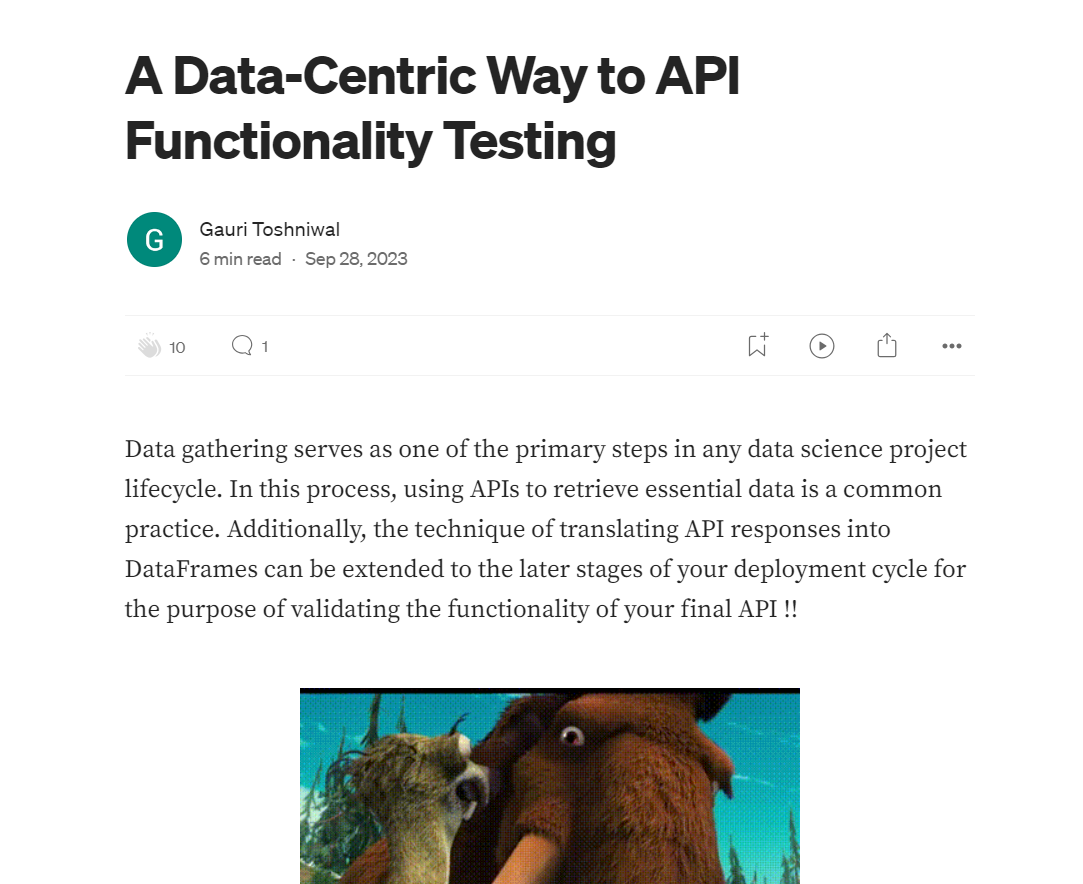 A Data-Centric Way to API
Functionality Testing
G
Gauri Toshniwal
6 min read · Sep 28, 2023
10
1
Data gathering serves as one of the primary steps in any data science project
lifecycle. In this process, using APIs to retrieve essential data is a common
practice. Additionally, the technique of translating API responses into
DataFrames can be extended to the later stages of your deployment cycle for
the purpose of validating the functionality of your final API !!